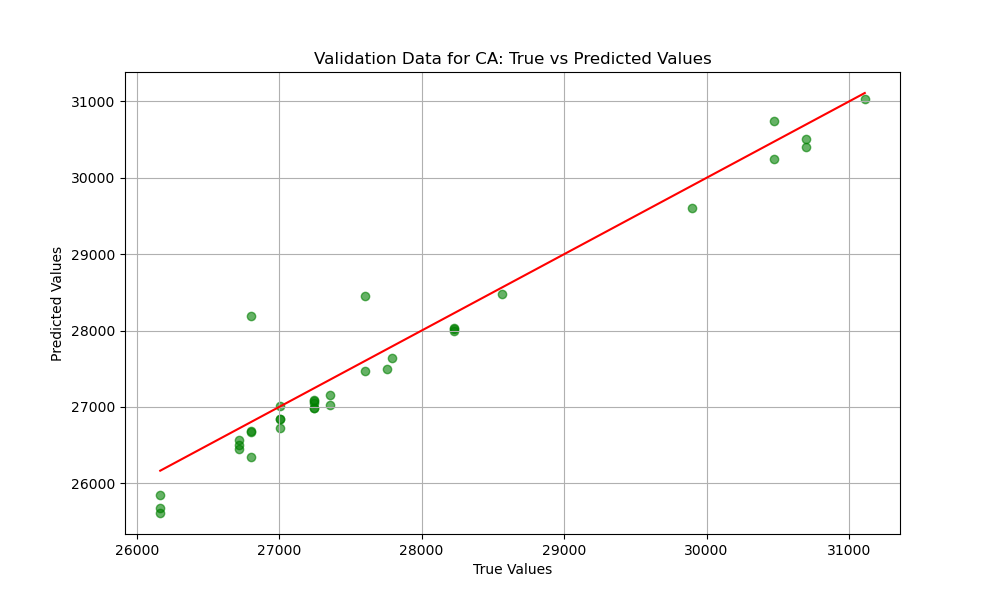 Validation Data for CA: True vs Predicted Values
31000
30000
29000
28000
27000
26000
Predicted Values
26000 27000 28000 29000 30000 31000
True Values